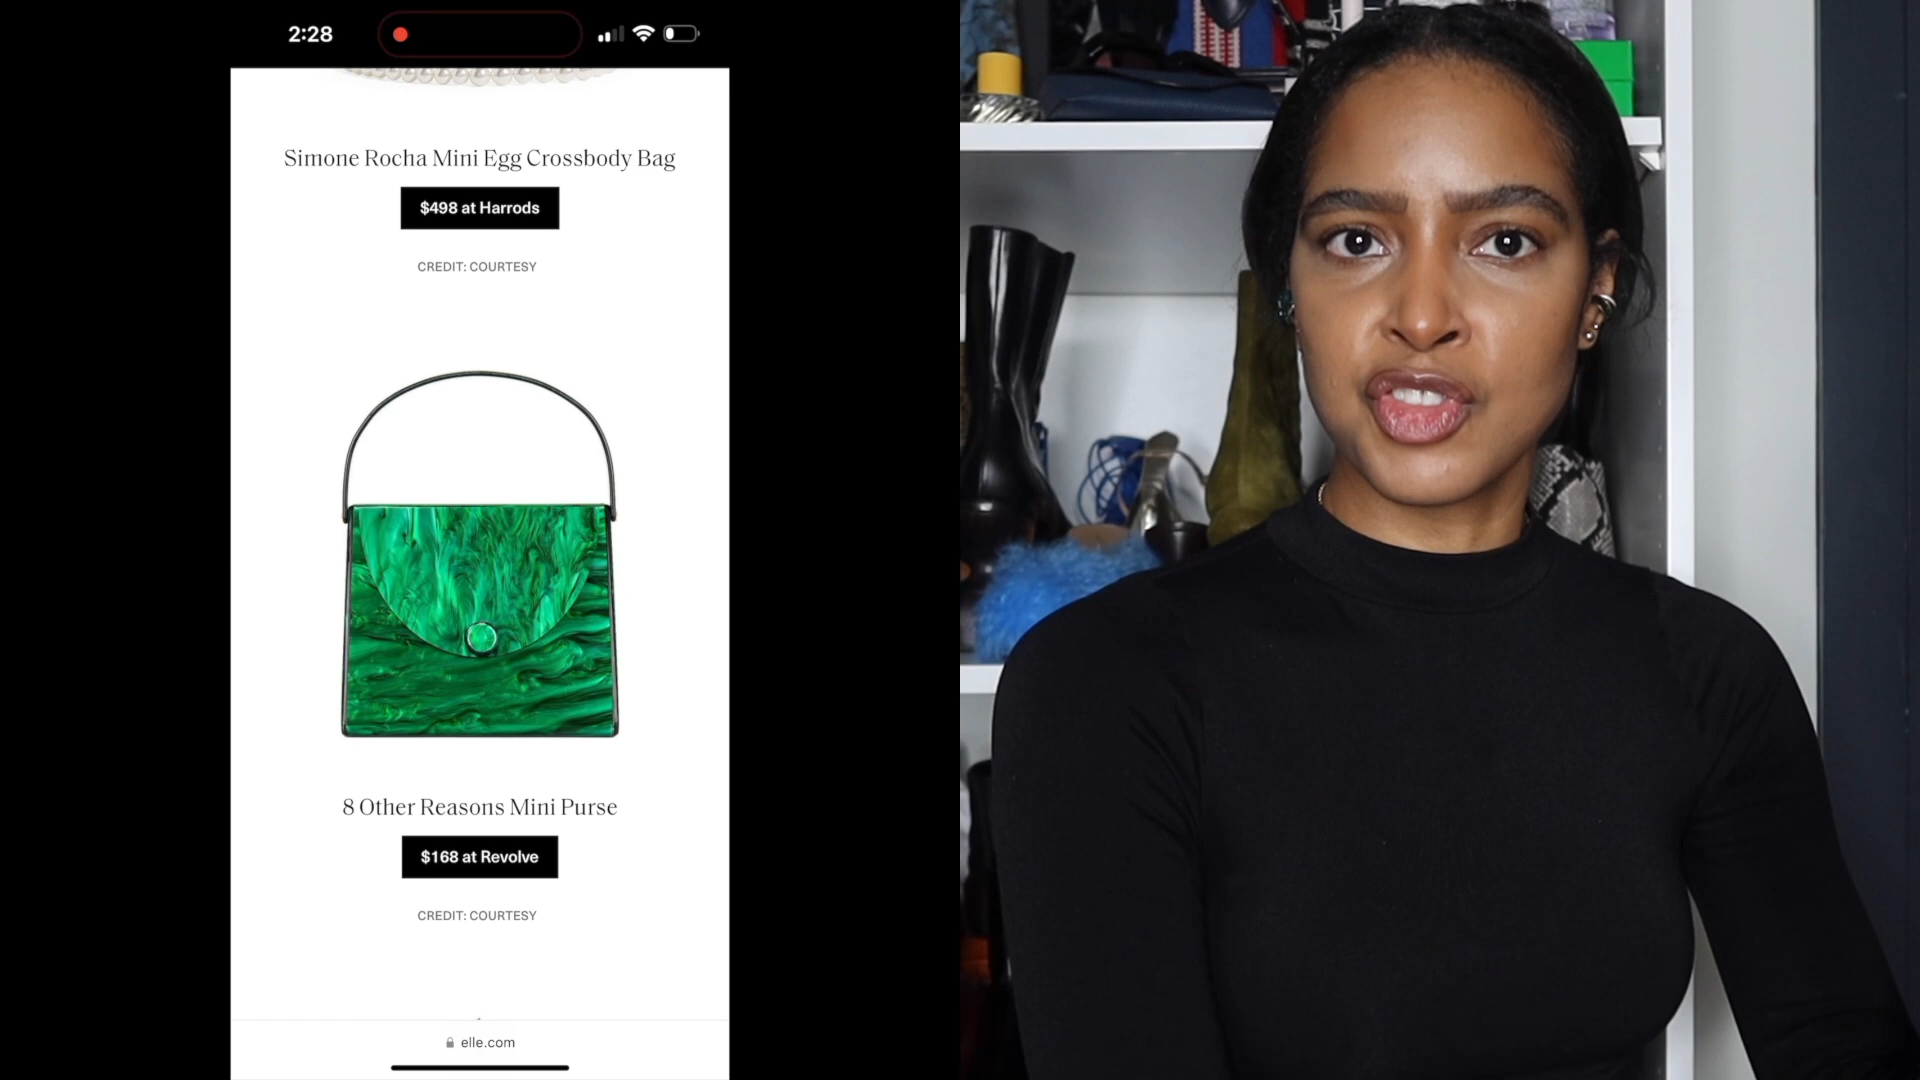 2:28
Simone Rocha Mini Egg Crossbody Bag
$498 at Harrods
CREDIT: COURTESY
8 Other Reasons Mini Purse
$168 at Revolve
CREDIT: COURTESY
elle.com